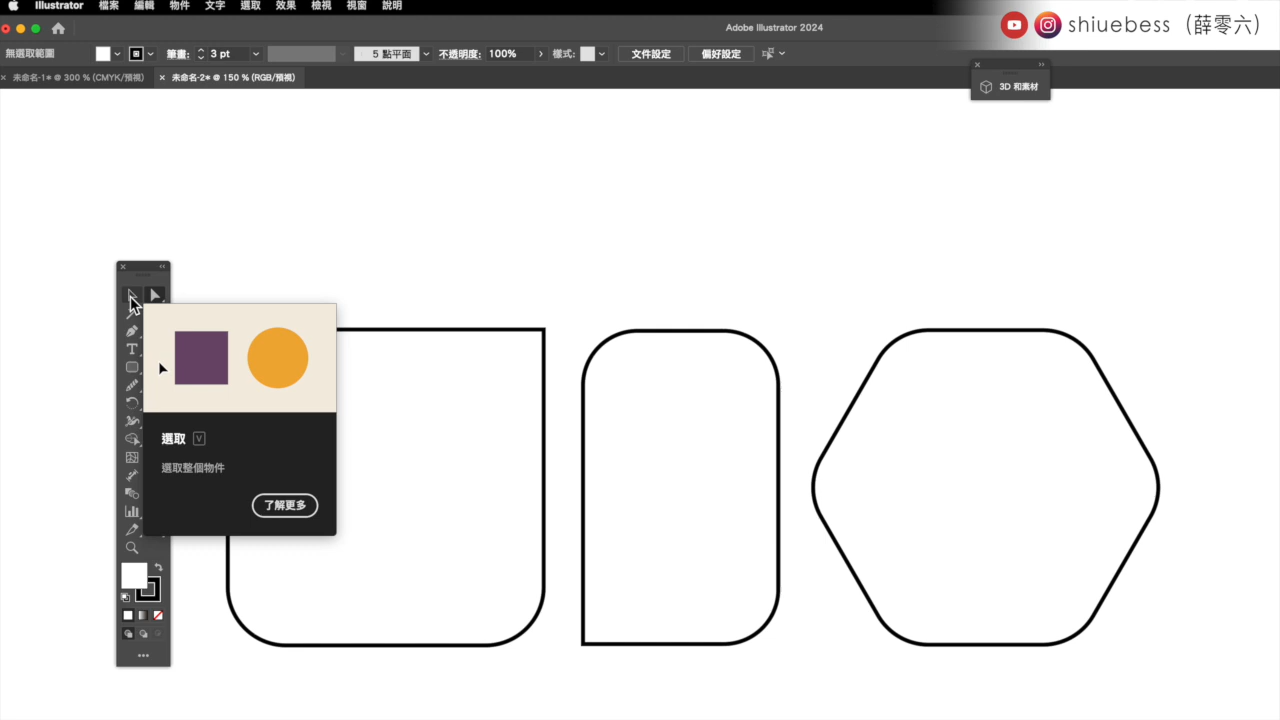 Illustrator 檔案 編輯 物件 文字 選取 效果 檢視 視窗 說明
Adobe Illustrator 2024
shiuebess (薛零六)
無選取範圍 筆畫: 3 pt 5 點平面 不透明度: 100% 樣式: 文件設定 偏好設定
未命名-1* @ 300 % (CMYK/預視) 未命名-2* @ 150 % (RGB/預視)
3D 和素材
選取 V
選取整個物件
了解更多